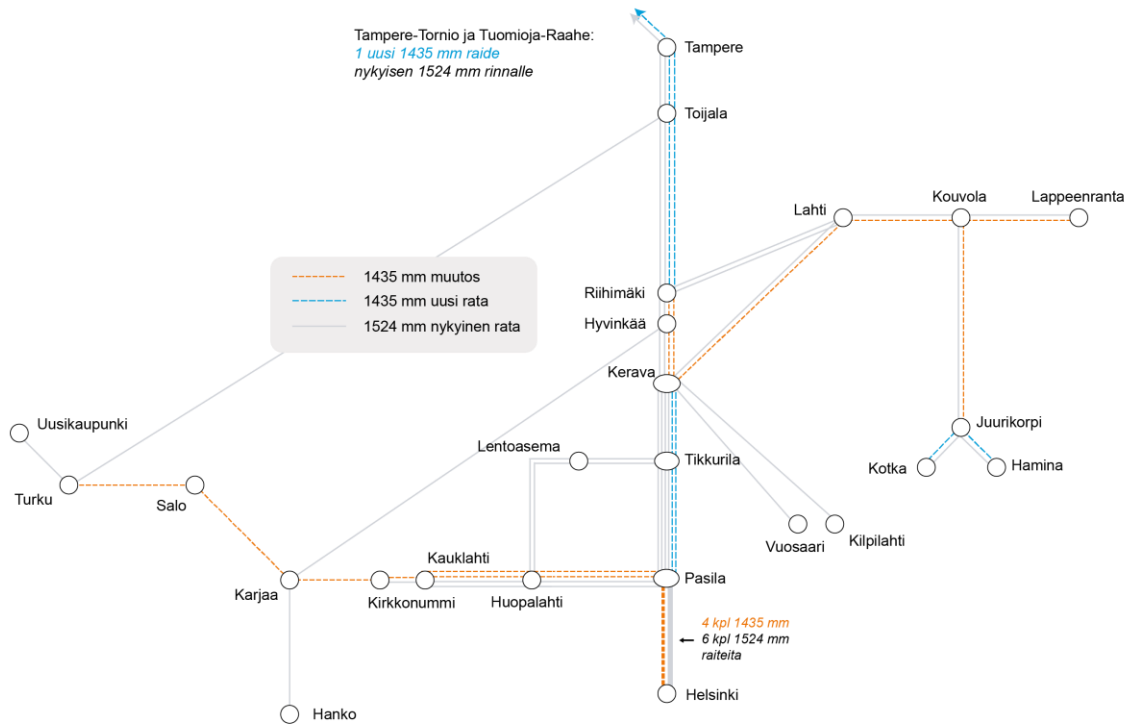 Tampere-Tornio ja Tuomioja-Raahe:
1 uusi 1435 mm raide
nykyisen 1524 mm rinnalle
Tampere
Toijala
Lahti
Kouvola
Lappeenranta
1435 mm muutos
1435 mm uusi rata
1524 mm nykyinen rata
Riihimäki
Hyvinkää
Kerava
Uusikaupunki
Juurikorpi
Lentoasema
Tikkurila
Kotka
Hamina
Turku
Salo
Vuosaari
Kilpilahti
Kauklahti
Pasila
Karjaa
Kirkkonummi
Huopalahti
4 kpl 1435 mm
6 kpl 1524 mm
raiteita
Helsinki
Hanko